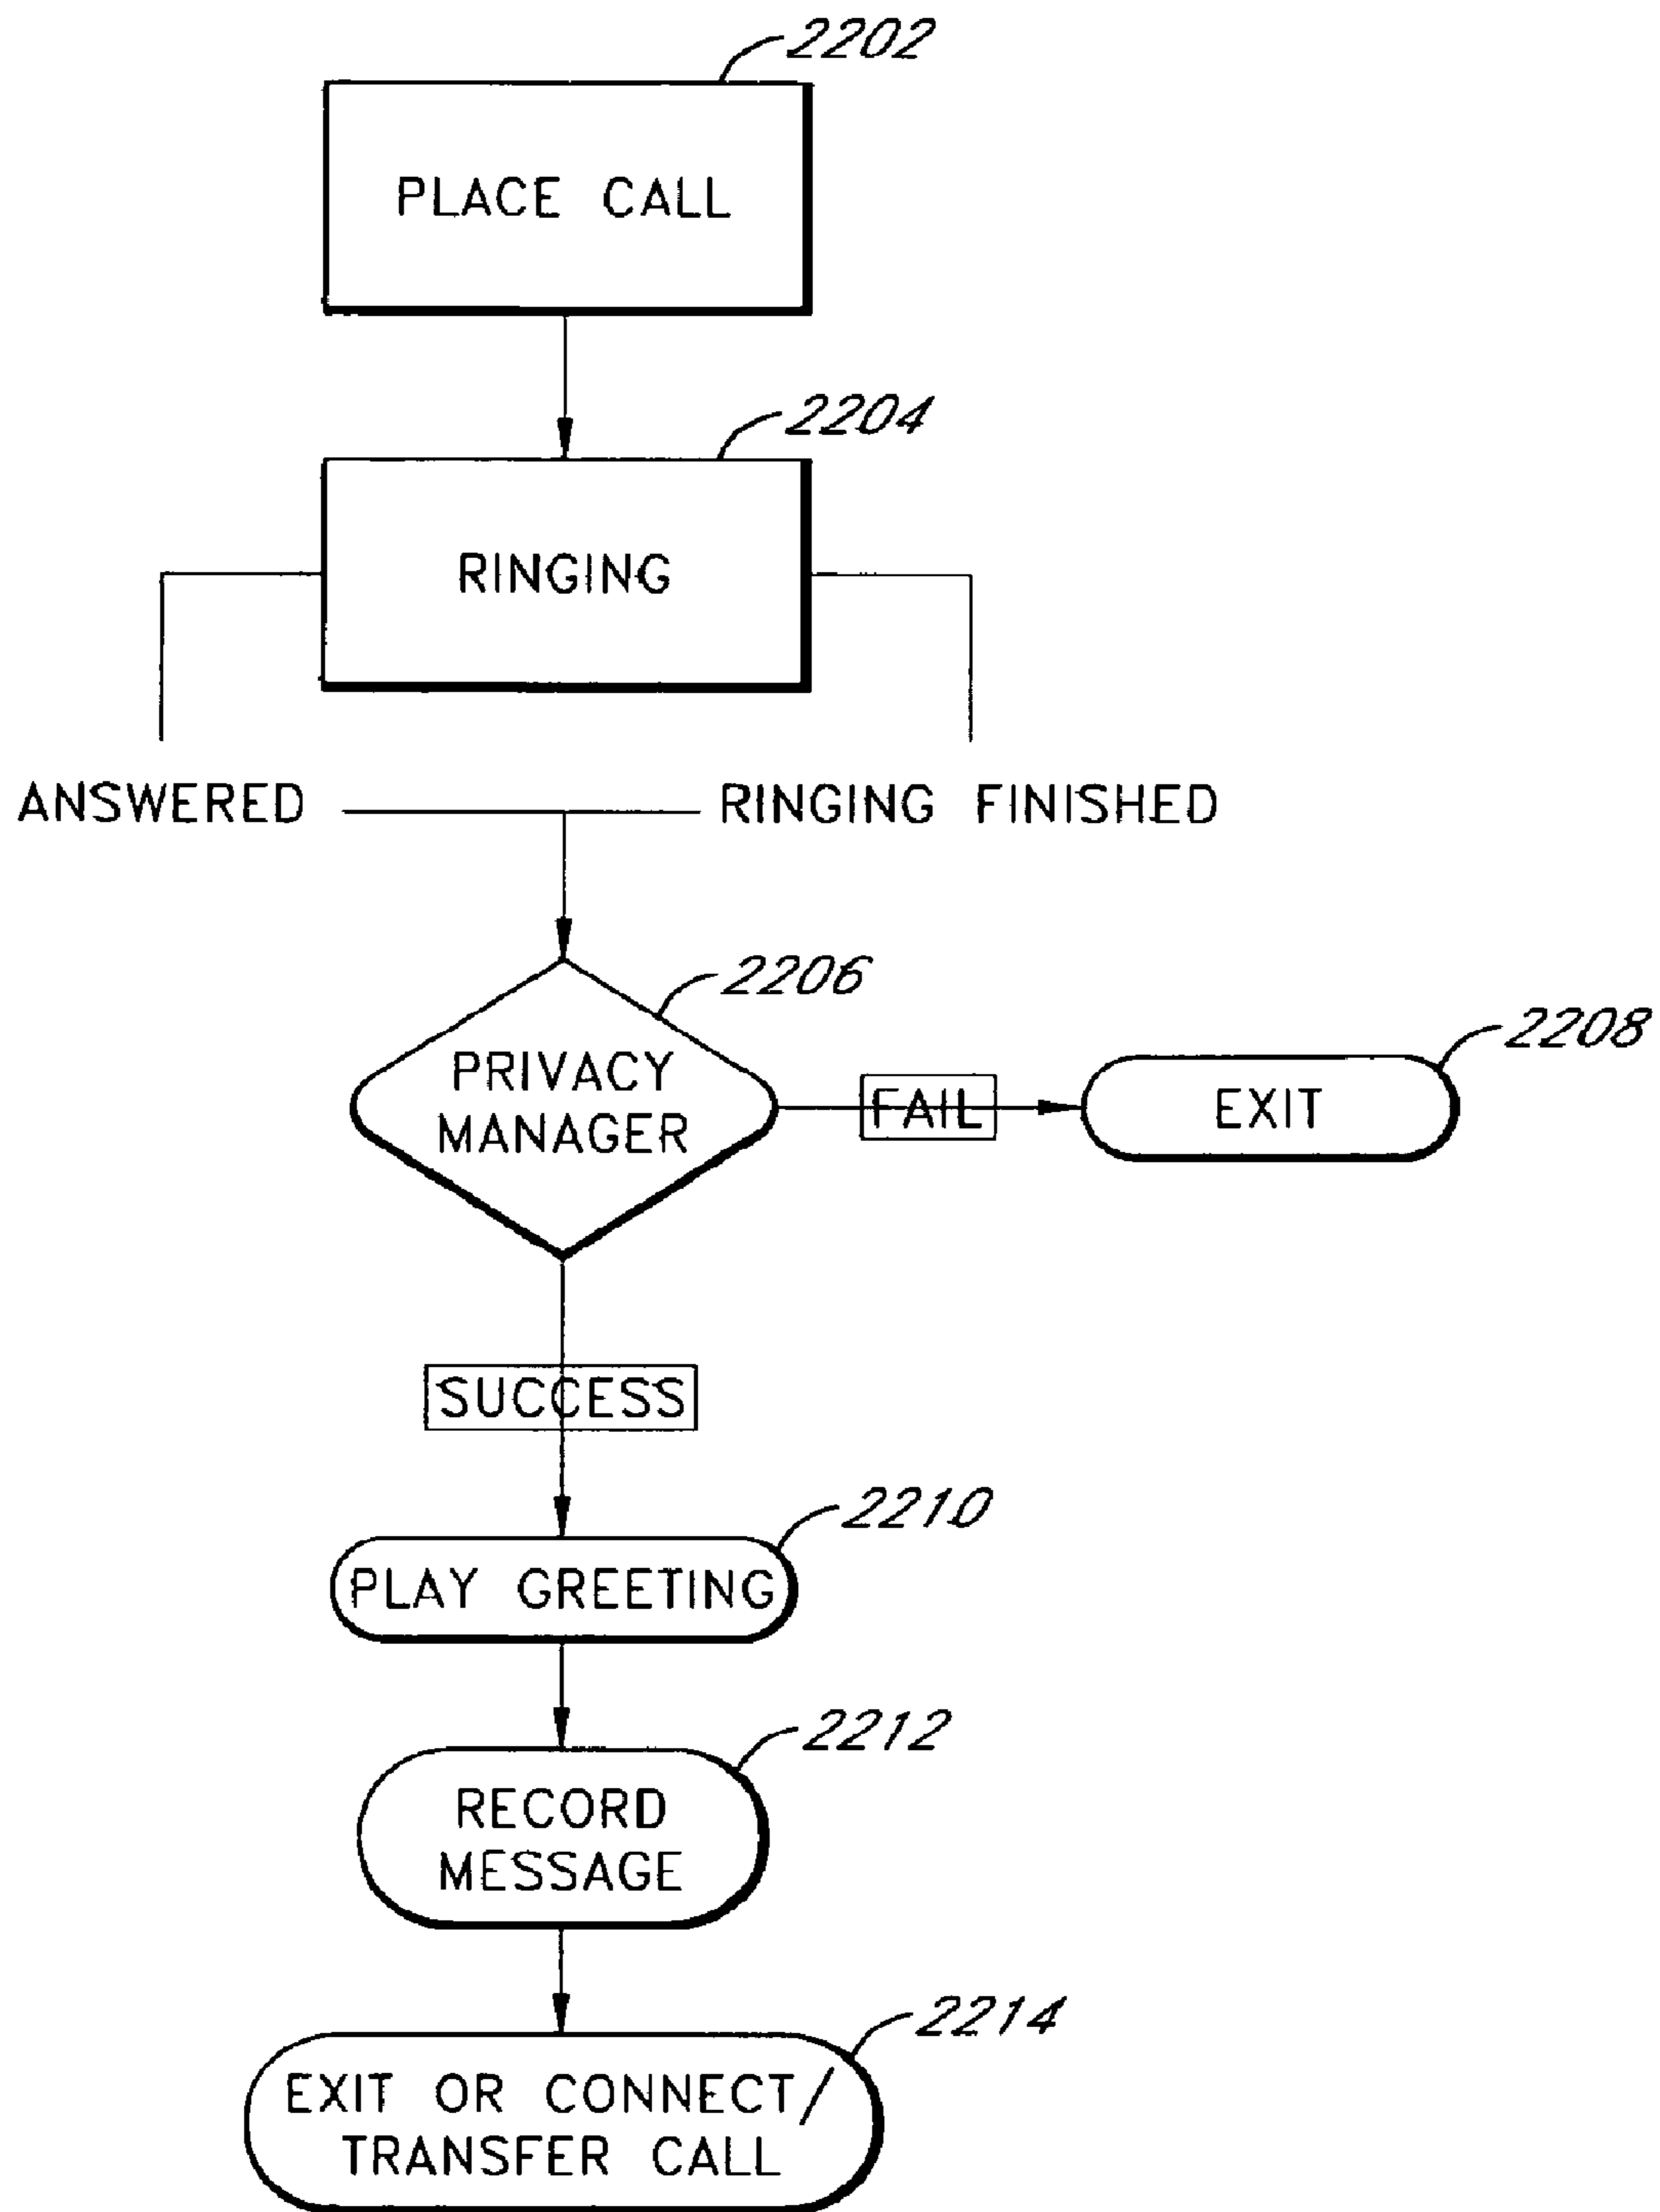 2202
PLACE CALL
2204
RINGING
ANSWERED
RINGING FINISHED
2206
PRIVACY
MANAGER
FAIL
2208
EXIT
SUCCESS
2210
PLAY GREETING
2212
RECORD
MESSAGE
2214
EXIT OR CONNECT/
TRANSFER CALL